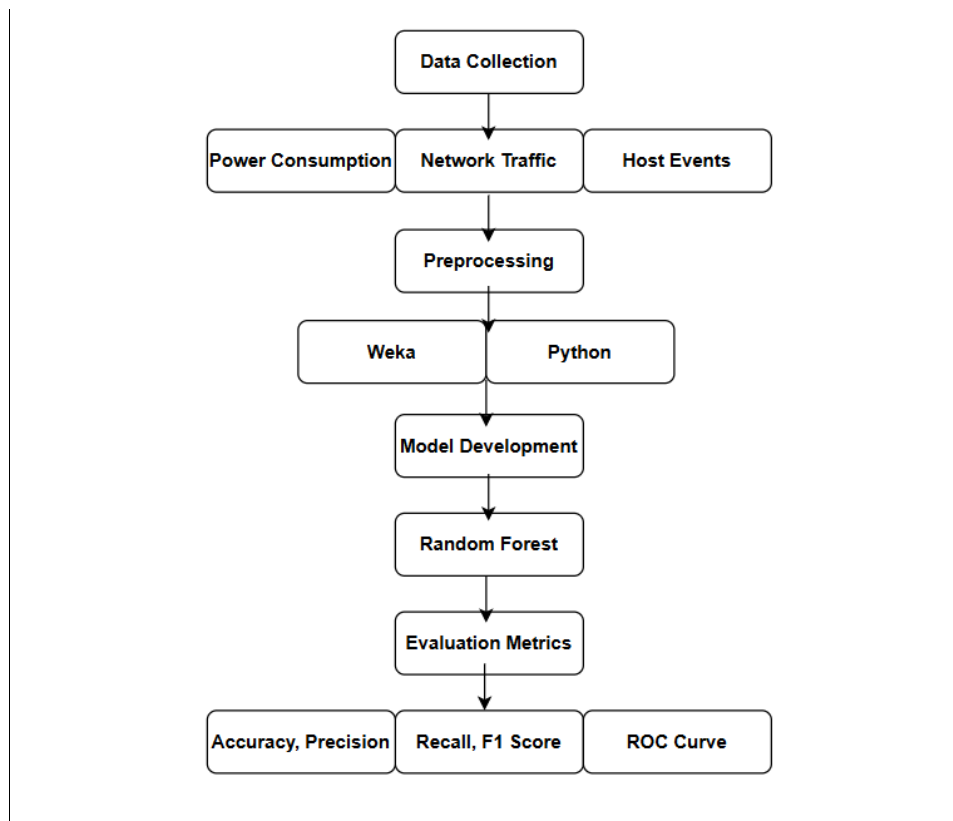 Data Collection
Power Consumption
Network Traffic
Host Events
Preprocessing
Weka
Python
Model Development
Random Forest
Evaluation Metrics
Accuracy, Precision
Recall, F1 Score
ROC Curve